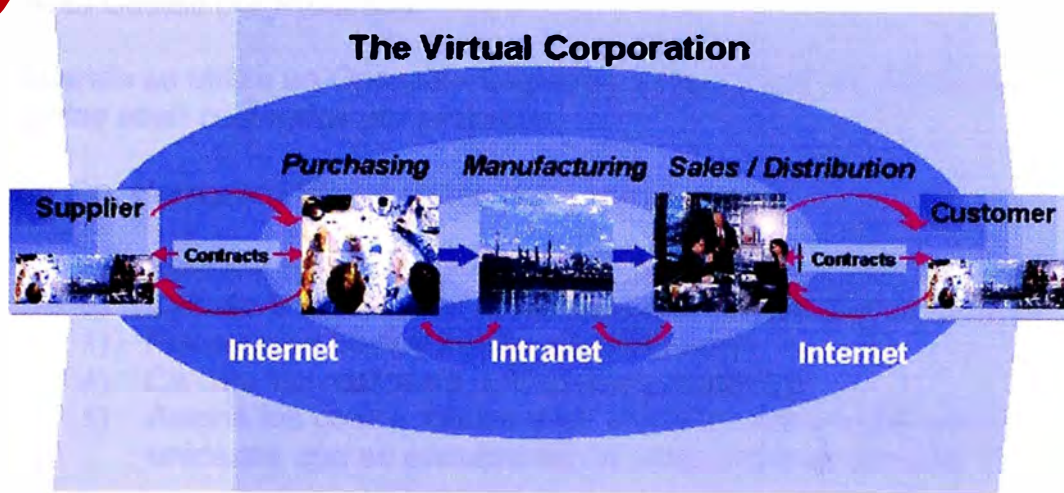 The Virtual Corporation
Purchasing Manufacturing Sales / Distribution
Supplier Customer
Contracts Contracts
Internet Intranet Internet